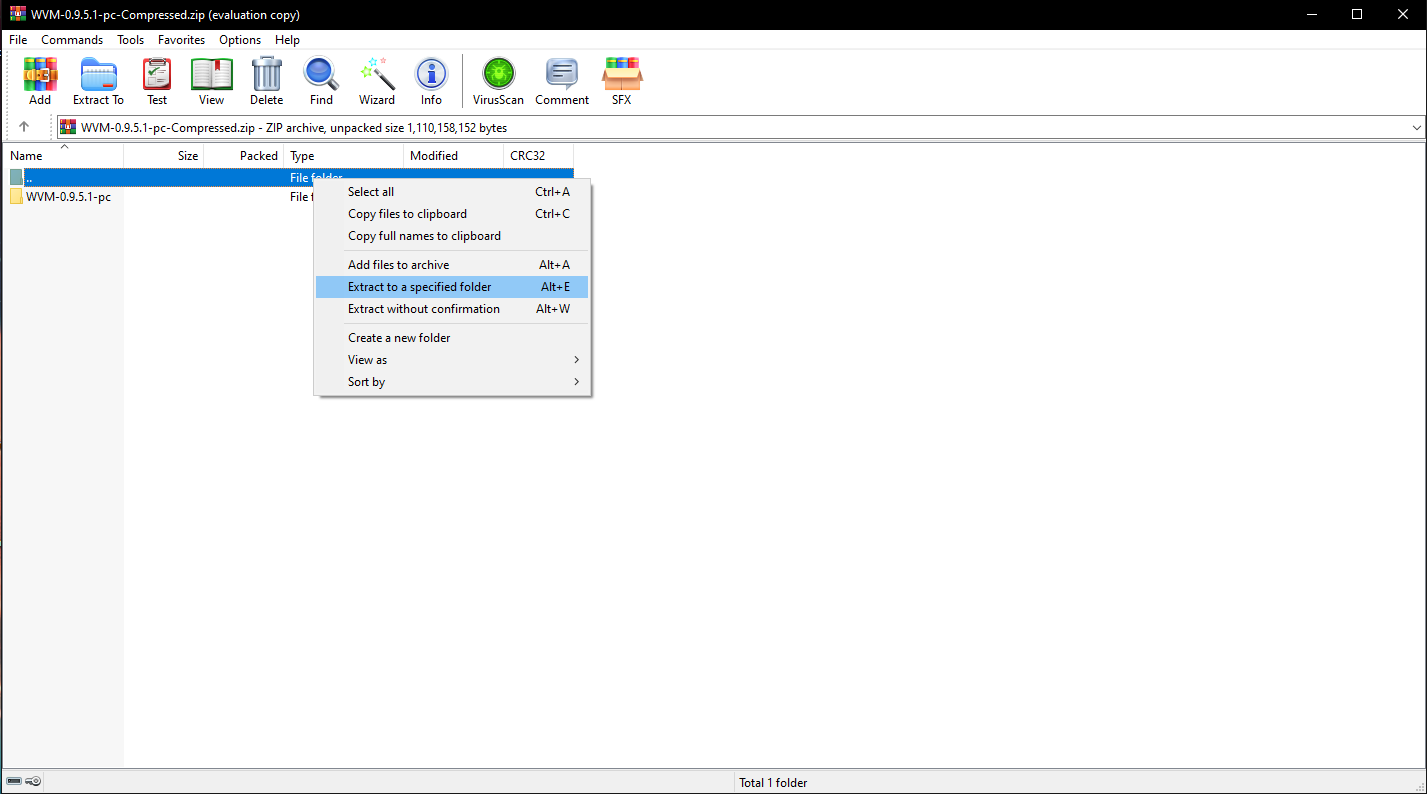 WVM-0.9.5.1-pc-Compressed.zip (evaluation copy)
File Commands Tools Favorites Options Help
Add Extract To Test View Delete Find Wizard Info VirusScan Comment SFX
WVM-0.9.5.1-pc-Compressed.zip - ZIP archive, unpacked size 1,110,158,152 bytes
Name Size Packed Type Modified CRC32
.. File folder
WVM-0.9.5.1-pc File f
Select all Ctrl+A
Copy files to clipboard Ctrl+C
Copy full names to clipboard
Add files to archive Alt+A
Extract to a specified folder Alt+E
Extract without confirmation Alt+W
Create a new folder
View as
Sort by
Total 1 folder